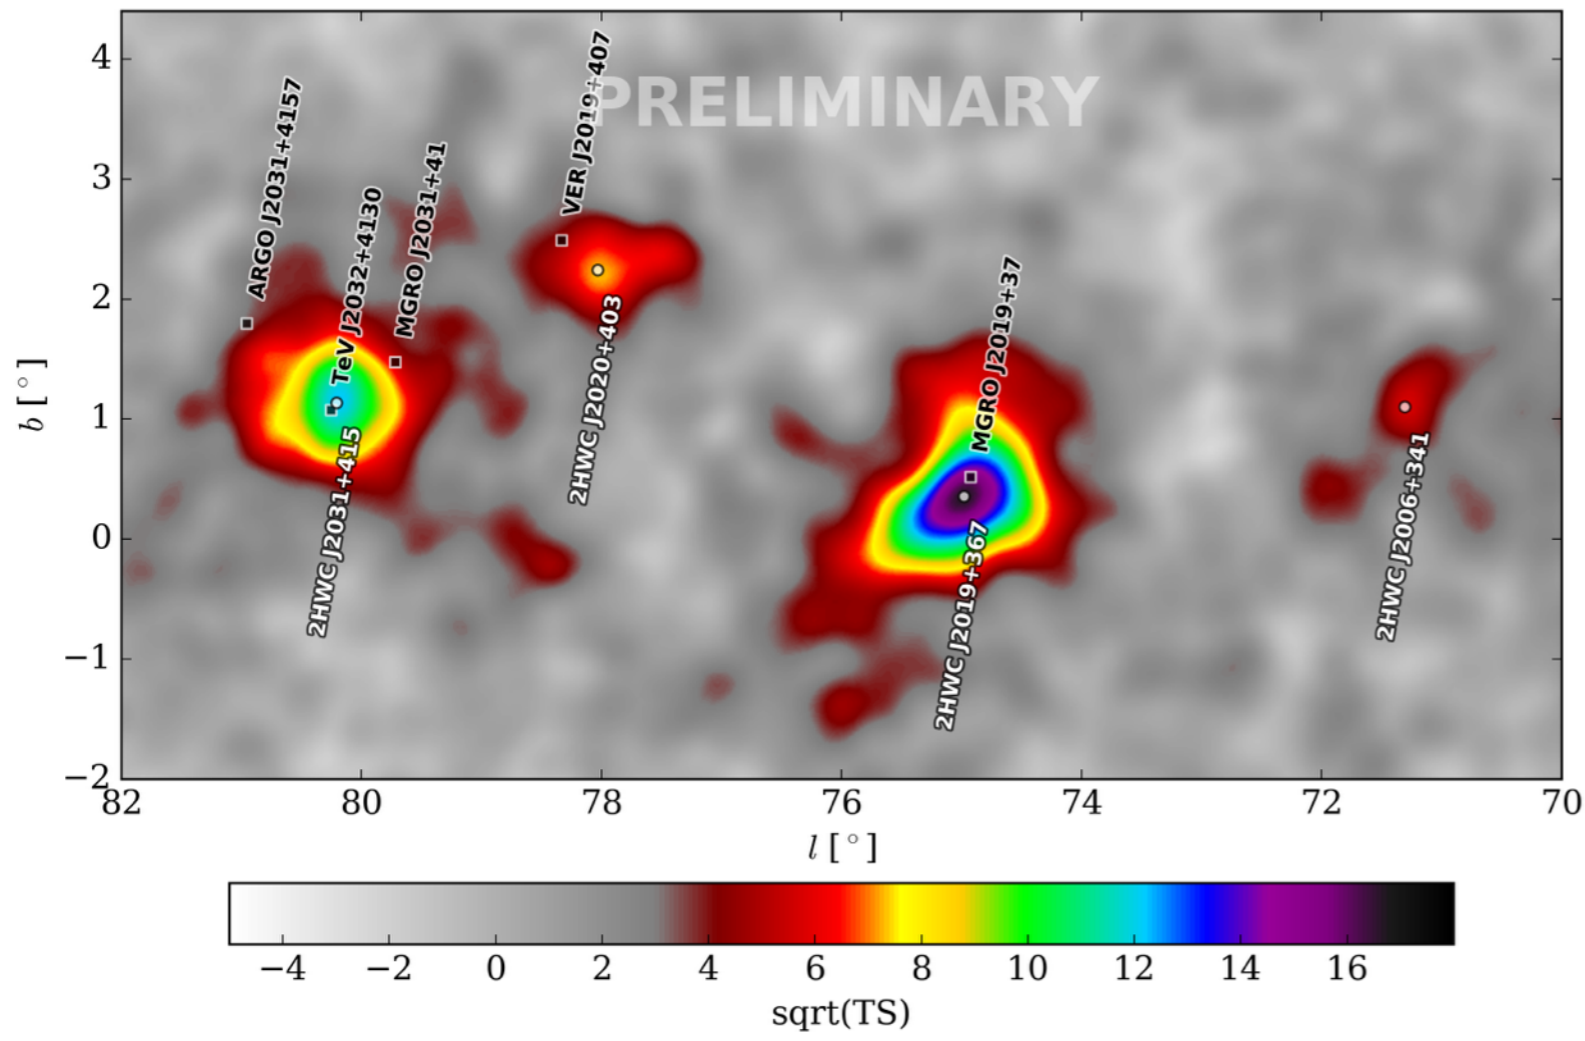 PRELIMINARY
ARGO J2031+4157
TeV J2032+4130
MGRO J2031+41
VER J2019+407
MGRO J2019+37
2HWC J2031+415
2HWC J2020+403
2HWC J2019+367
2HWC J2006+341
4
3
2
1
0
−1
−2
b [°]
82 80 78 76 74 72 70
l [°]
−4 −2 0 2 4 6 8 10 12 14 16
sqrt(TS)